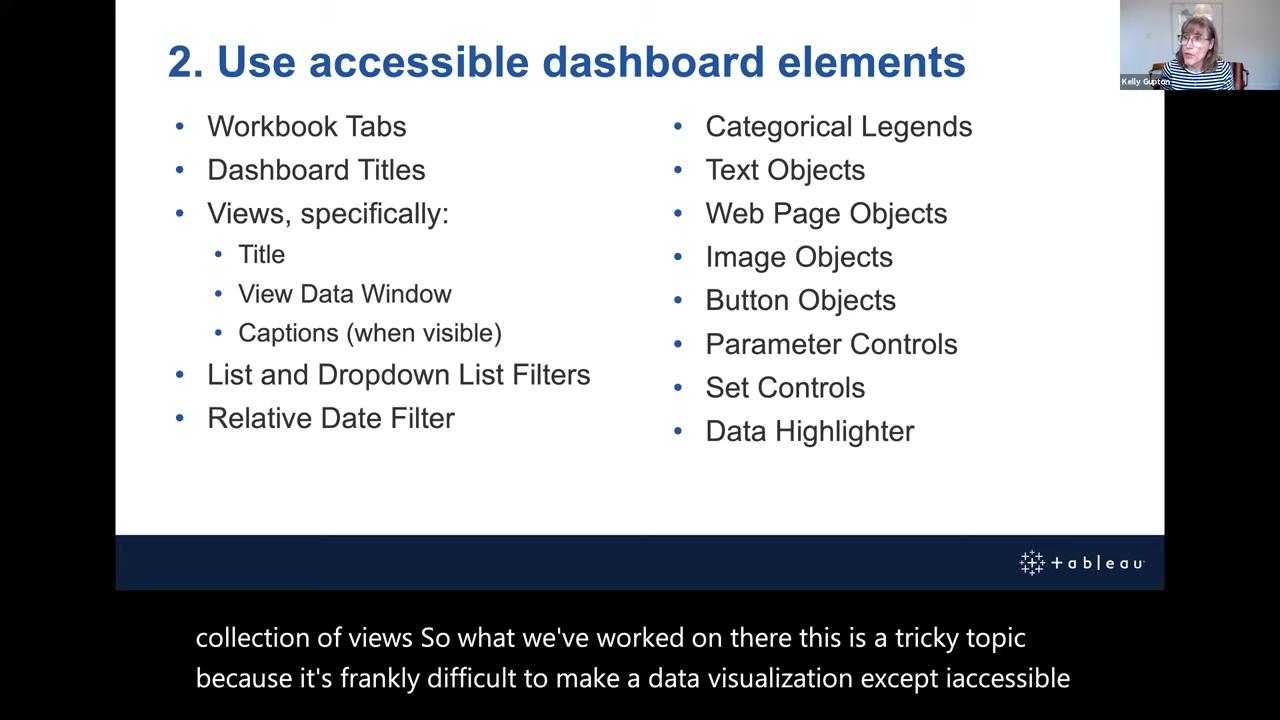 2. Use accessible dashboard elements
Kelly Gupton
• Workbook Tabs
• Dashboard Titles
• Views, specifically:
• Title
• View Data Window
• Captions (when visible)
• List and Dropdown List Filters
• Relative Date Filter
• Categorical Legends
• Text Objects
• Web Page Objects
• Image Objects
• Button Objects
• Parameter Controls
• Set Controls
• Data Highlighter
+ableau
collection of views So what we've worked on there this is a tricky topic
because it's frankly difficult to make a data visualization except iaccessible